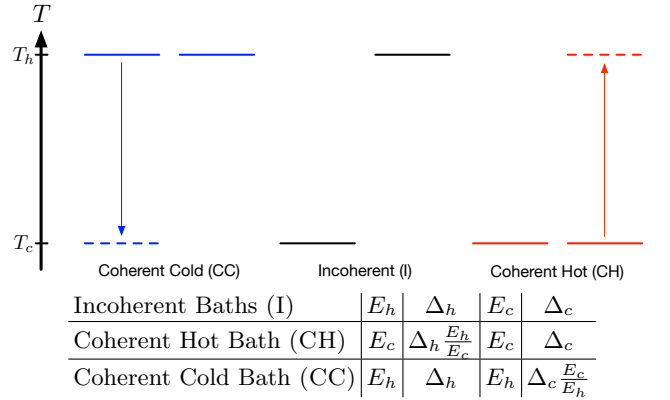 T
T_h
T_c
Coherent Cold (CC) Incoherent (I) Coherent Hot (CH)
Incoherent Baths (I) | E_h | Δ_h | E_c | Δ_c
Coherent Hot Bath (CH) | E_c | Δ_h E_h/E_c | E_c | Δ_c
Coherent Cold Bath (CC) | E_h | Δ_h | E_h | Δ_c E_c/E_h